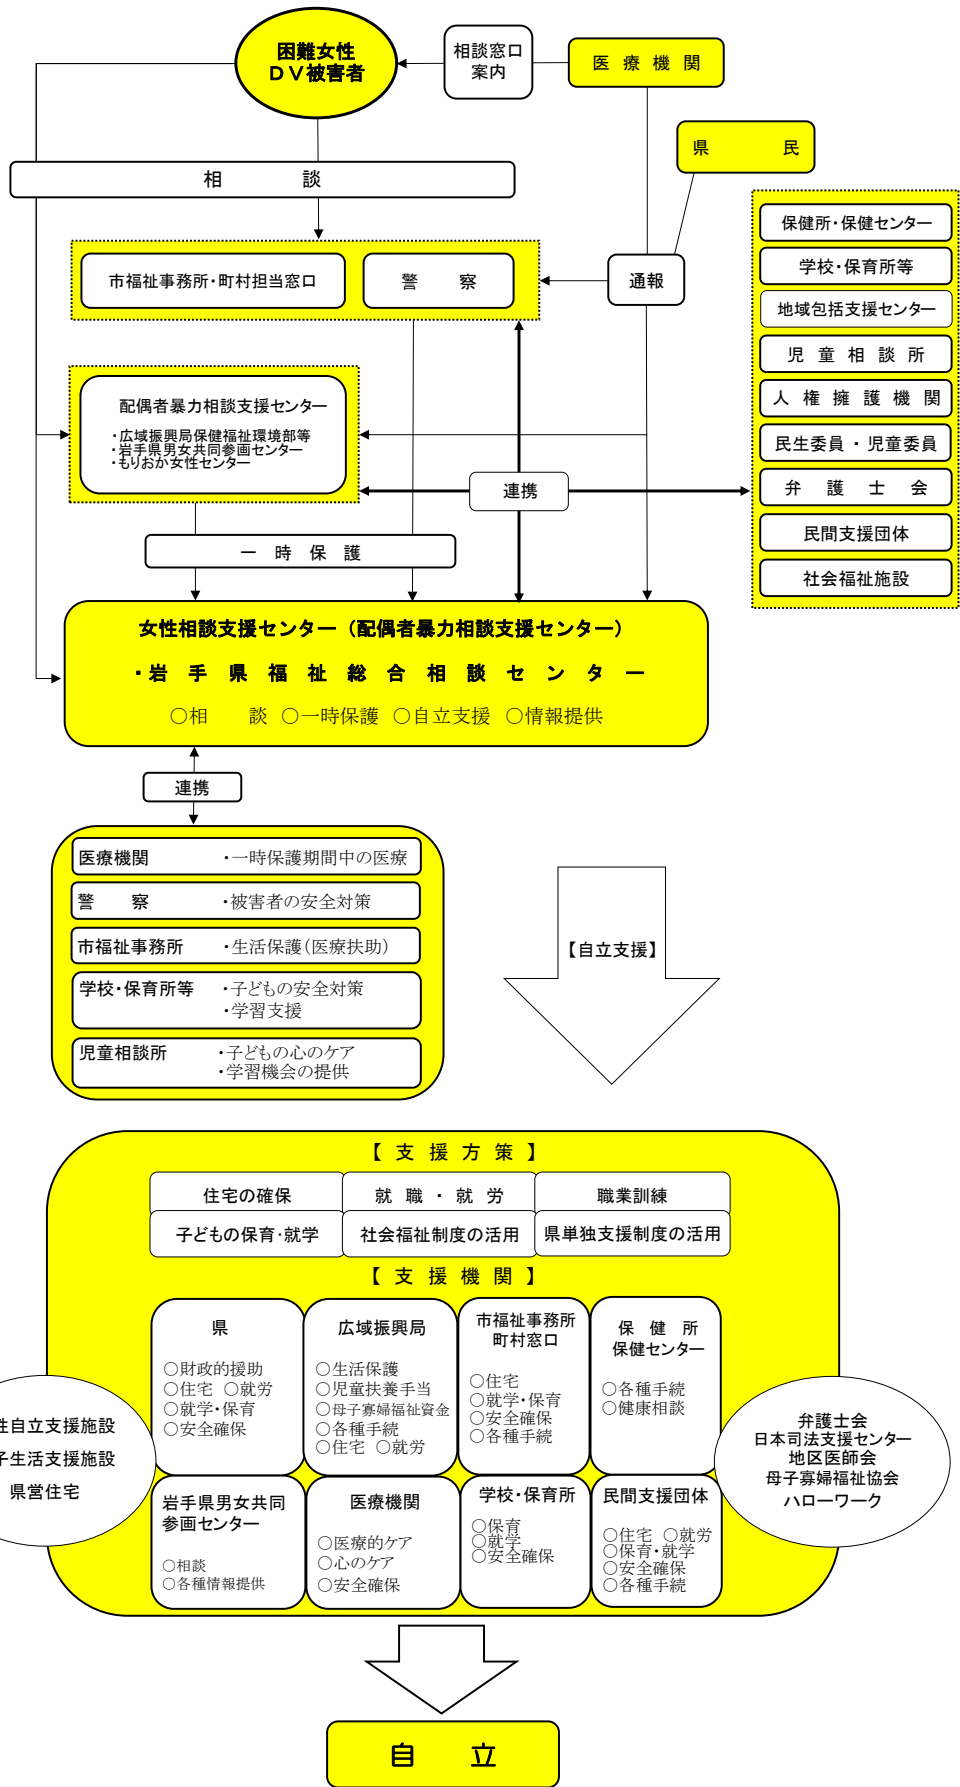 困難女性
ＤＶ被害者
相談窓口
案内
医療機関
県　　民
相　　談
市福祉事務所・町村担当窓口
警　察
通報
保健所・保健センター
学校・保育所等
地域包括支援センター
児童相談所
人権擁護機関
民生委員・児童委員
弁護士会
民間支援団体
社会福祉施設
配偶者暴力相談支援センター
・広域振興局保健福祉環境部等
・岩手県男女共同参画センター
・もりおか女性センター
連携
一時保護
女性相談支援センター（配偶者暴力相談支援センター）
・岩手県福祉総合相談センター
○相　談 ○一時保護 ○自立支援 ○情報提供
連携
医療機関　・一時保護期間中の医療
警　察　・被害者の安全対策
市福祉事務所　・生活保護（医療扶助）
学校・保育所等　・子どもの安全対策
・学習支援
児童相談所　・子どもの心のケア
・学習機会の提供
【自立支援】
【支援方策】
住宅の確保
就職・就労
職業訓練
子どもの保育・就学
社会福祉制度の活用
県単独支援制度の活用
【支援機関】
県
○財政的援助
○住宅 ○就労
○就学・保育
○安全確保
広域振興局
○生活保護
○児童扶養手当
○母子寡婦福祉資金
○各種手続
○住宅 ○就労
市福祉事務所
町村窓口
○住宅
○就学・保育
○安全確保
○各種手続
保健所
保健センター
○各種手続
○健康相談
性自立支援施設
子生活支援施設
県営住宅
弁護士会
日本司法支援センター
地区医師会
母子寡婦福祉協会
ハローワーク
岩手県男女共同
参画センター
○相談
○各種情報提供
医療機関
○医療的ケア
○心のケア
○安全確保
学校・保育所
○保育
○就学
○安全確保
民間支援団体
○住宅 ○就労
○保育・就学
○安全確保
○各種手続
自　立